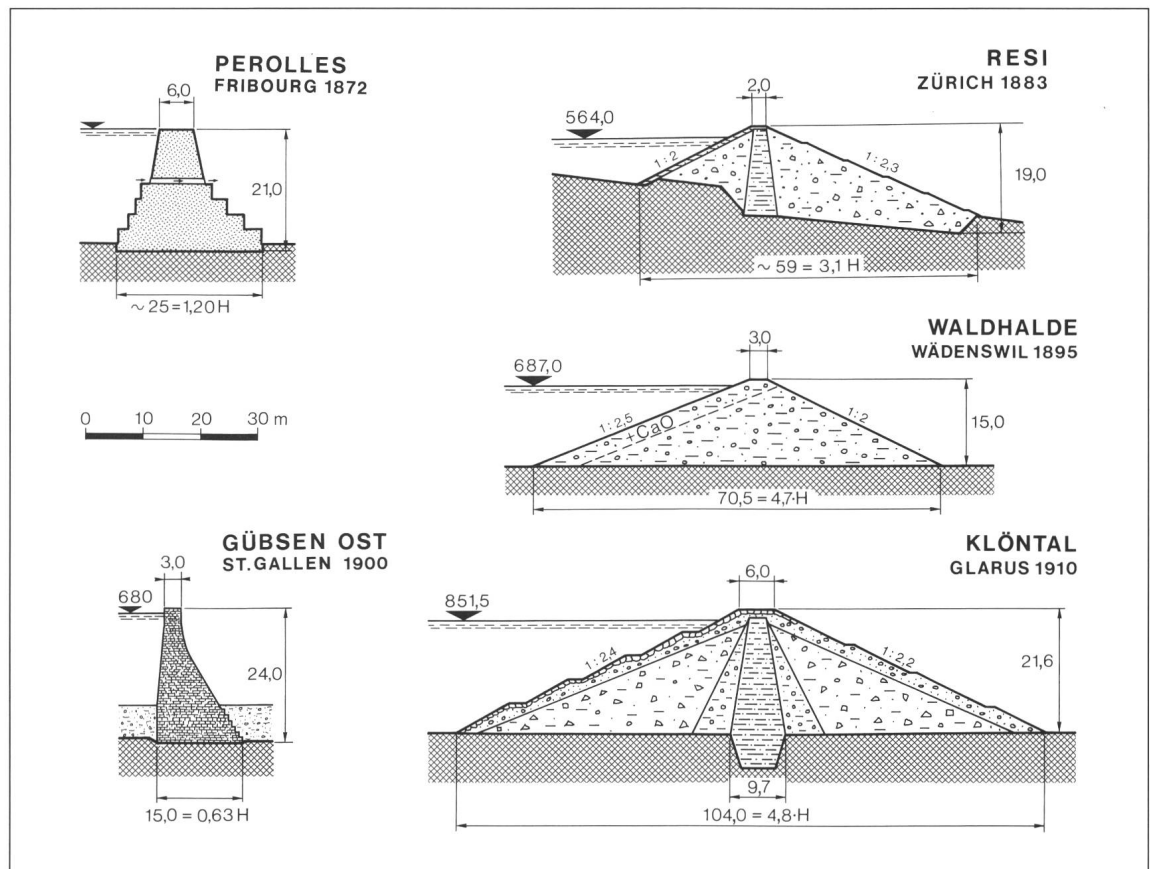 PEROLLES
FRIBOURG 1872
6,0
21,0
~25=1,20H
RESI
ZÜRICH 1883
2,0
564,0
1:2
1:2,3
19,0
~59=3,1H
WALDHALDE
WÄDENSWIL 1895
3,0
687,0
1:2,5
+CaO
1:2
15,0
70,5=4,7·H
0 10 20 30 m
GÜBSEN OST
ST.GALLEN 1900
3,0
680
24,0
15,0=0,63H
KLÖNTAL
GLARUS 1910
6,0
851,5
1:2,4
1:2,2
21,6
9,7
104,0=4,8·H